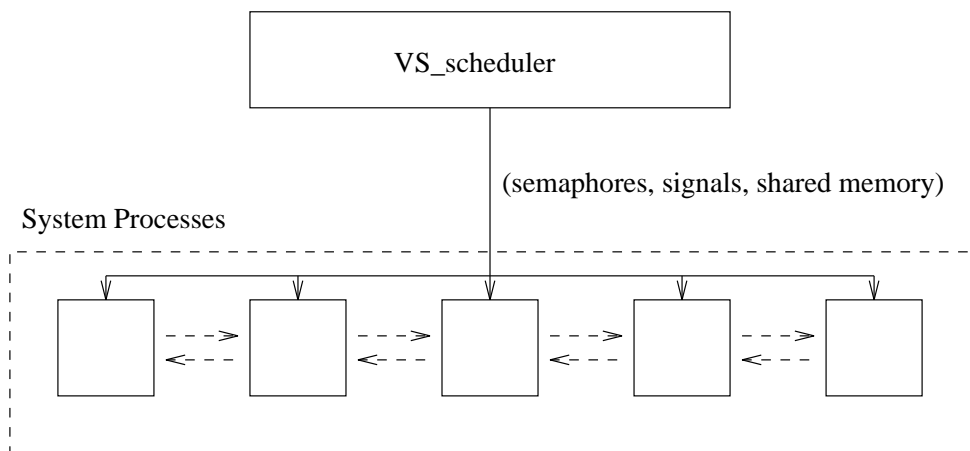 VS_scheduler
(semaphores, signals, shared memory)
System Processes